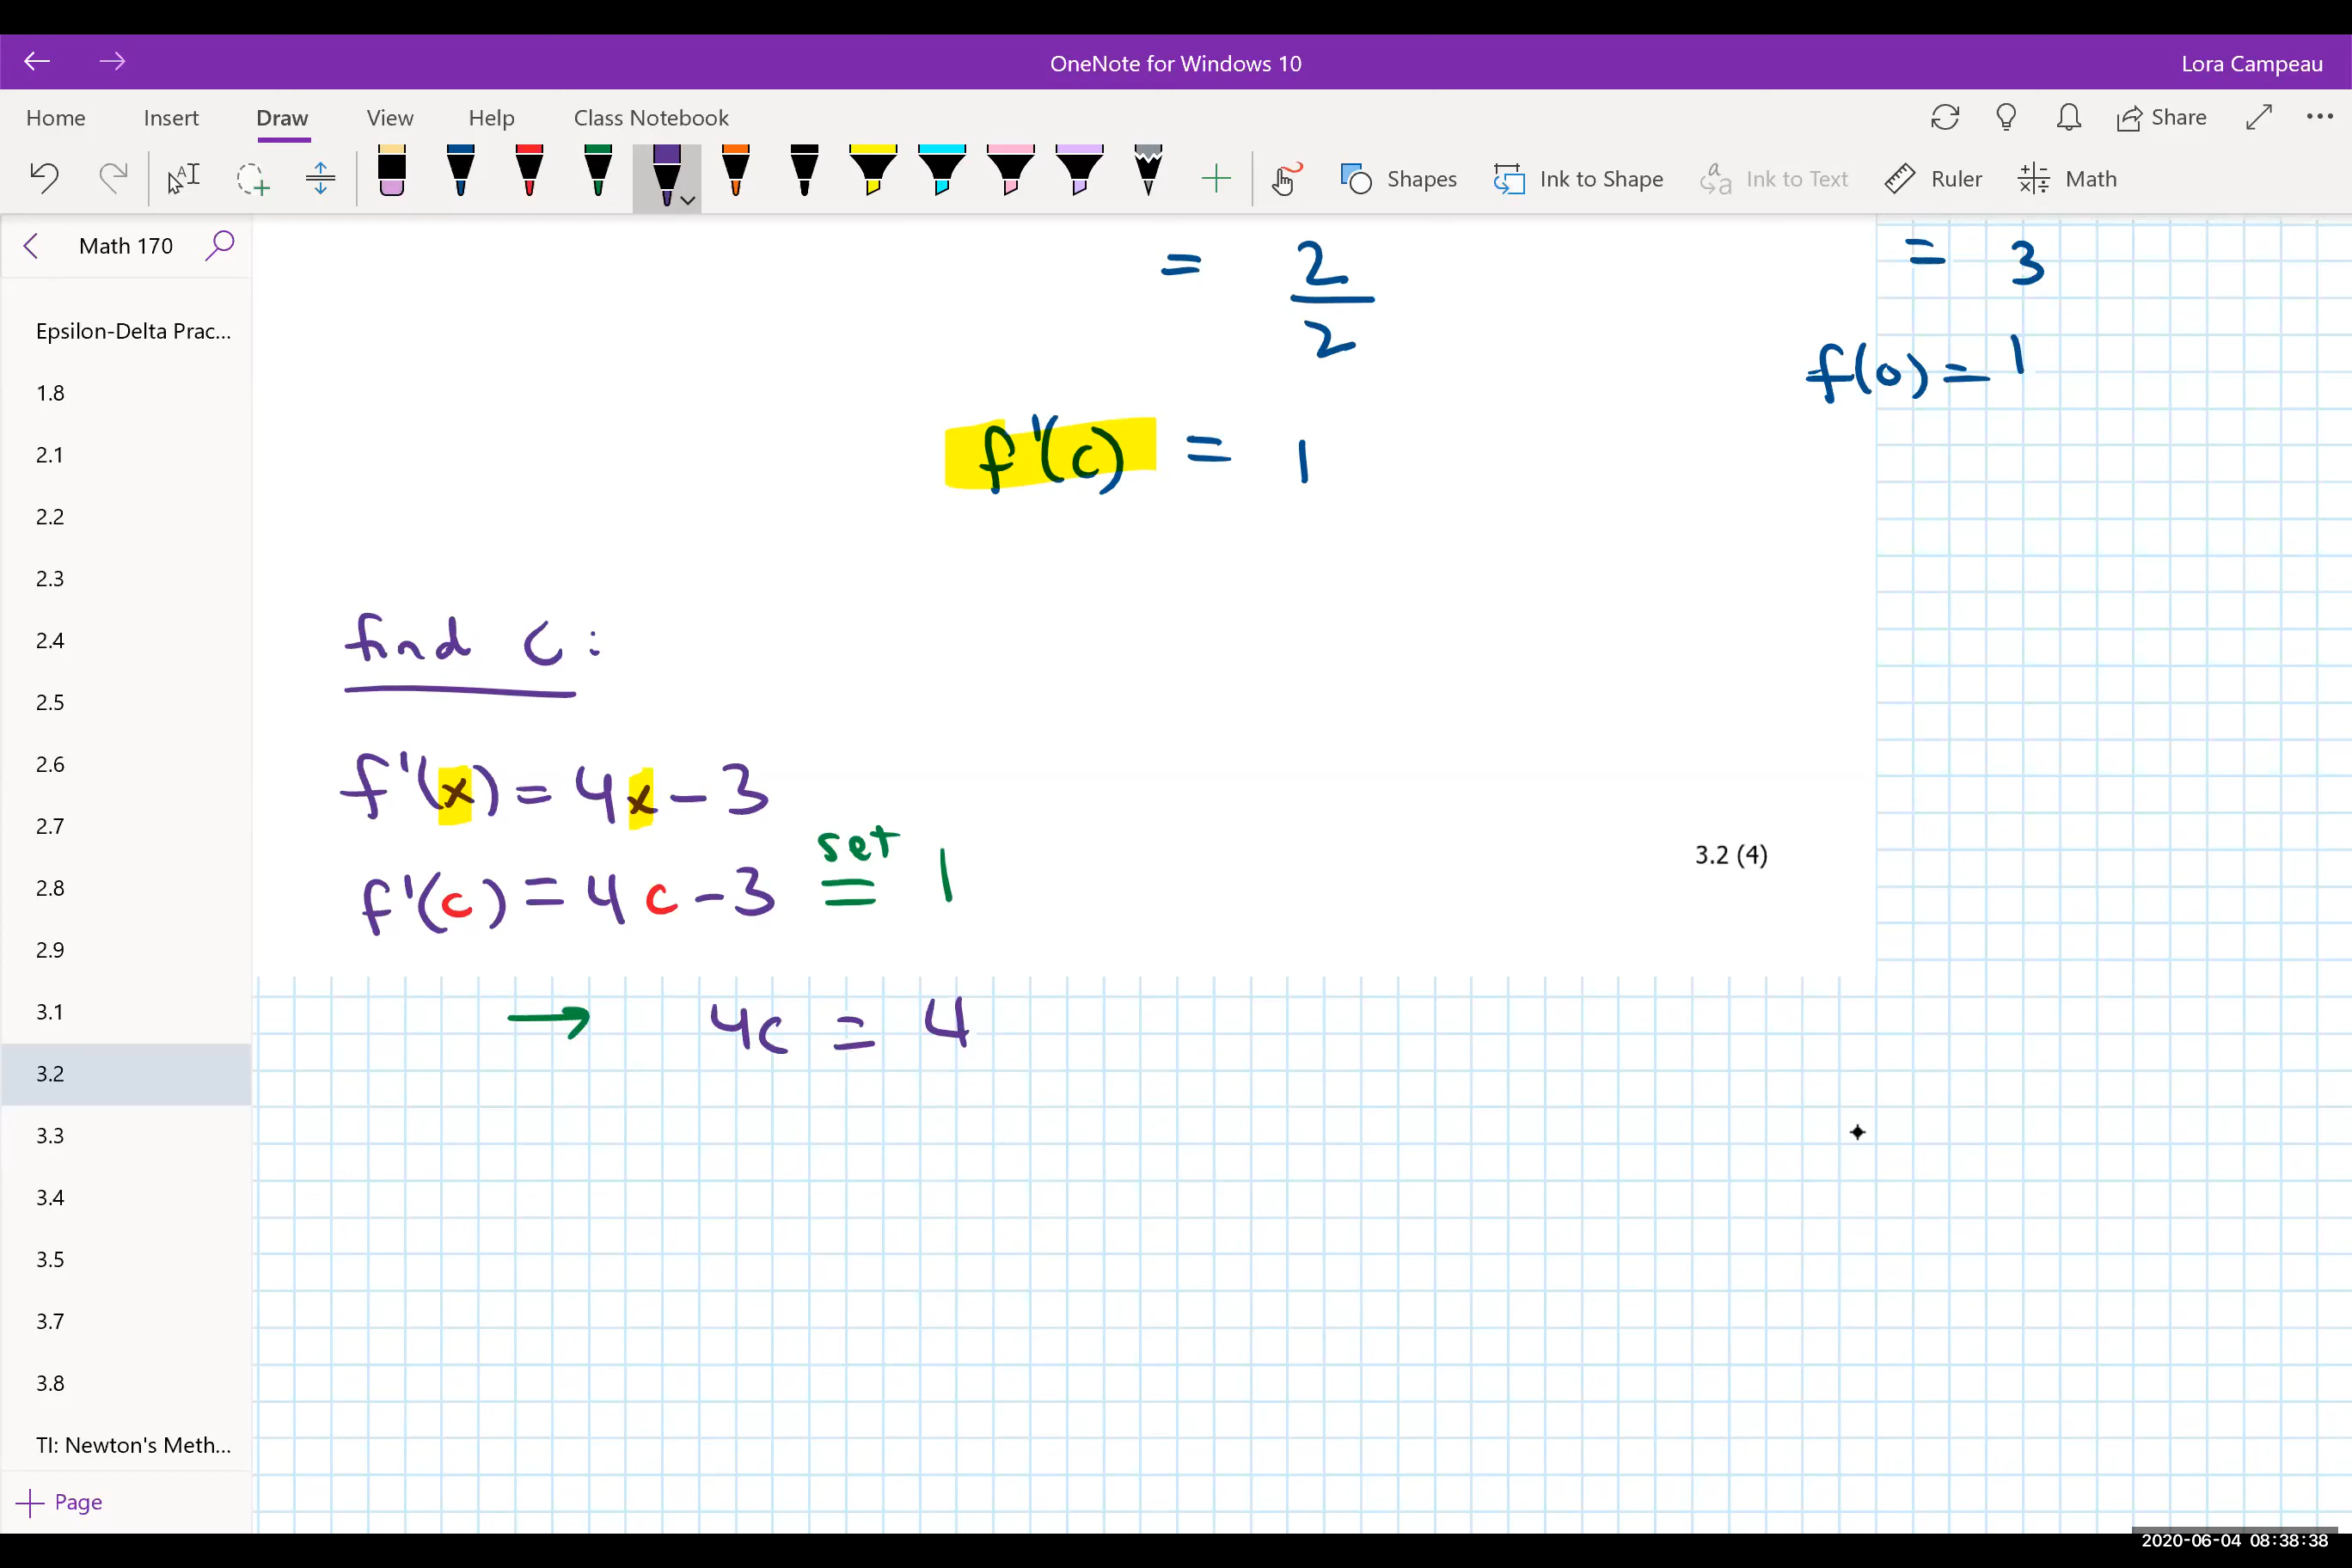 OneNote for Windows 10
Lora Campeau
Home Insert Draw View Help Class Notebook
Share
Shapes Ink to Shape Ink to Text Ruler Math
Math 170
Epsilon-Delta Prac...
1.8
2.1
2.2
2.3
2.4
2.5
2.6
2.7
2.8
2.9
3.1
3.2
3.3
3.4
3.5
3.7
3.8
TI: Newton's Meth...
+ Page
= 2/2
= 3
f(0) = 1
f'(c) = 1
find c:
f'(x) = 4x - 3
f'(c) = 4c - 3 set = 1
3.2 (4)
→ 4c = 4
2020-06-04 08:38:38